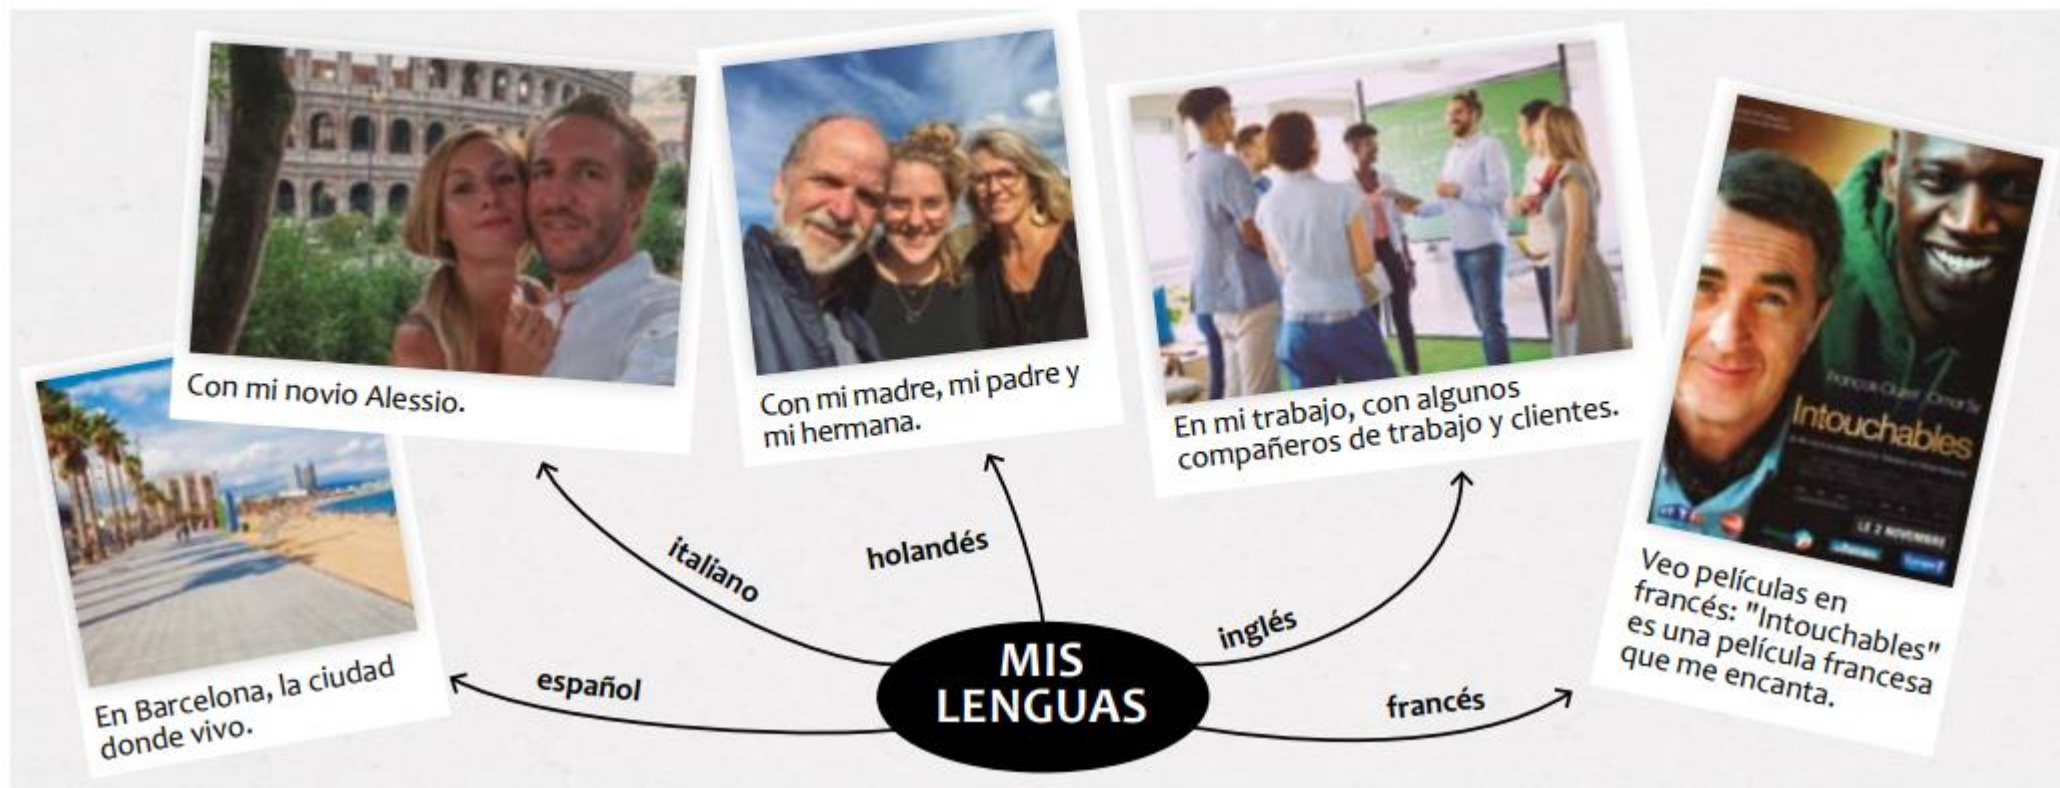 Con mi novio Alessio.
Con mi madre, mi padre y
mi hermana.
En mi trabajo, con algunos
compañeros de trabajo y clientes.
Intouchables
LE 2 NOVEMBRE
Veo películas en
francés: "Intouchables"
es una película francesa
que me encanta.
En Barcelona, la ciudad
donde vivo.
italiano
holandés
inglés
español
francés
MIS
LENGUAS